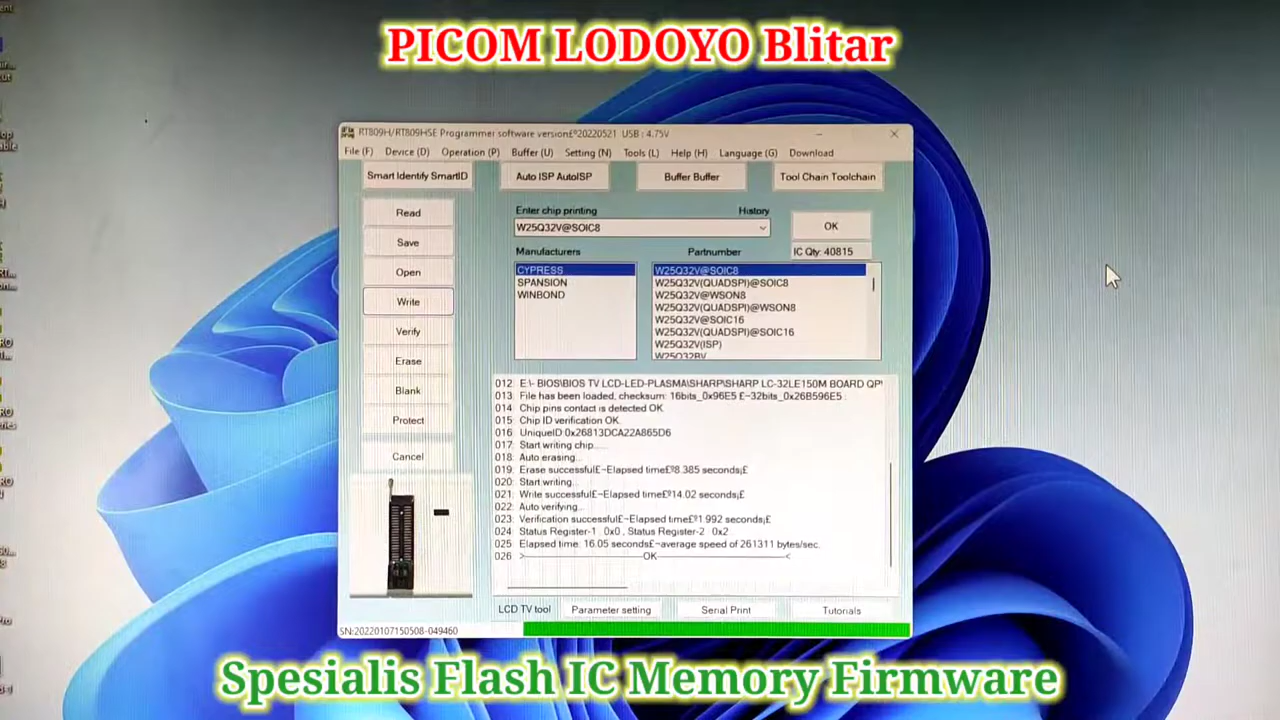 PICOM LODOYO Blitar
RT809H/RT809HSE Programmer software version£º20220521 USB : 4.75V
File (F) Device (D) Operation (P) Buffer (U) Setting (N) Tools (L) Help (H) Language (G) Download
Smart Identify SmartID Auto ISP AutoISP Buffer Buffer Tool Chain Toolchain
Read
Save
Open
Write
Verify
Erase
Blank
Protect
Cancel
Enter chip printing History
W25Q32V@SOIC8
OK
IC Qty: 40815
Manufacturers
CYPRESS
SPANSION
WINBOND
Partnumber
W25Q32V@SOIC8
W25Q32V(QUADSPI)@SOIC8
W25Q32V@WSON8
W25Q32V(QUADSPI)@WSON8
W25Q32V@SOIC16
W25Q32V(QUADSPI)@SOIC16
W25Q32V(ISP)
W25Q32BV
012: E:\- BIOS\BIOS TV LCD-LED-PLASMA\SHARP\SHARP LC-32LE150M BOARD QP
013: File has been loaded, checksum: 16bits_0x96E5 £¬32bits_0x26B596E5 :
014: Chip pins contact is detected OK
015: Chip ID verification OK.
016: UniqueID:0x26813DCA22A865D6
017: Start writing chip.....
018: Auto erasing...
019: Erase successful£¬Elapsed time£º8.385 seconds¡£
020: Start writing...
021: Write successful£¬Elapsed time£º14.02 seconds¡£
022: Auto verifying...
023: Verification successful£¬Elapsed time£º1.992 seconds¡£
024: Status Register-1 : 0x0 , Status Register-2 : 0x2
025: Elapsed time: 16.05 seconds£¬average speed of 261311 bytes/sec.
026: >————————OK————————<
LCD TV tool Parameter setting Serial Print Tutorials
SN:20220107150508-049460
Spesialis Flash IC Memory Firmware